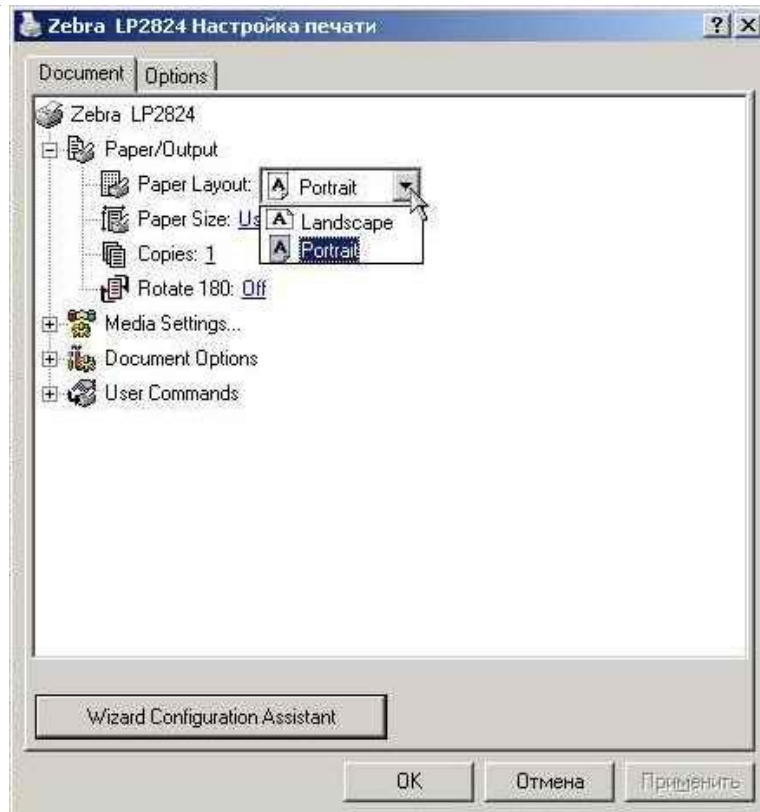 Zebra LP2824 Настройка печати
Document Options
Zebra LP2824
Paper/Output
Paper Layout: Portrait
Paper Size: Us Landscape
Copies: 1 Portrait
Rotate 180: Off
Media Settings...
Document Options
User Commands
Wizard Configuration Assistant
OK Отмена Применить